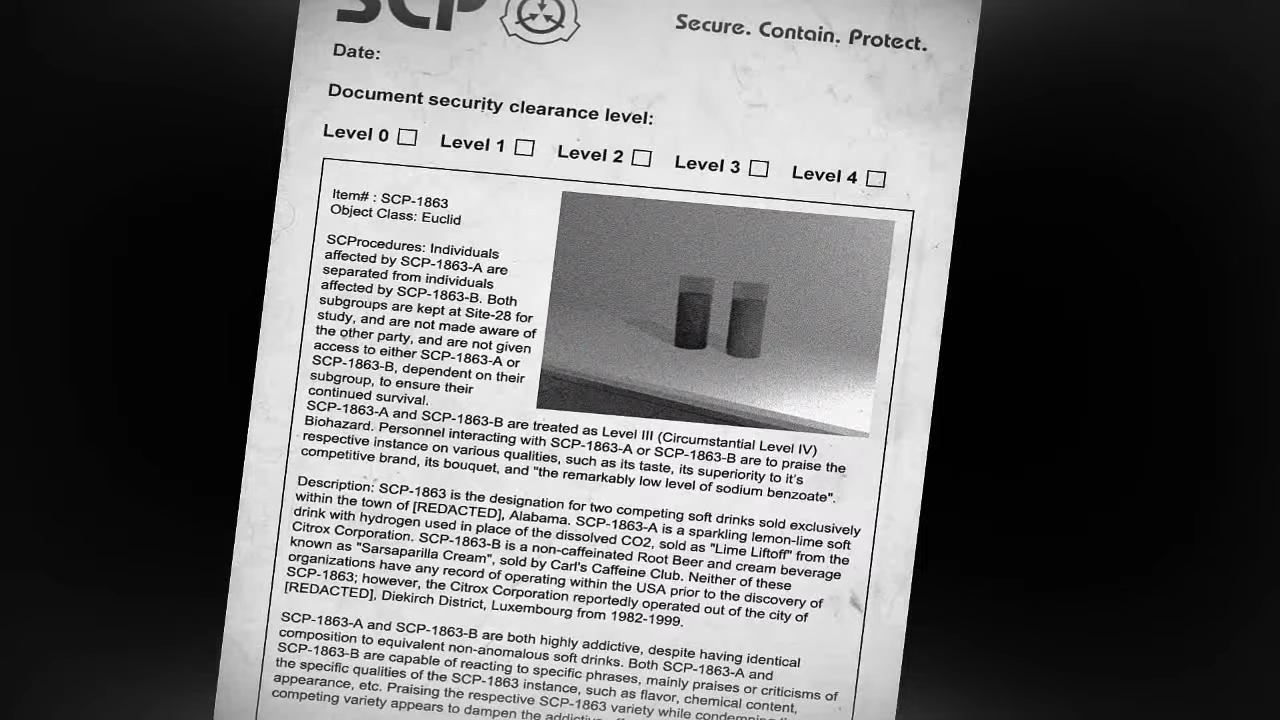 SCP
Secure. Contain. Protect.
Date:
Document security clearance level:
Level 0 Level 1 Level 2 Level 3 Level 4
Item# : SCP-1863
Object Class: Euclid
SCProcedures: Individuals
affected by SCP-1863-A are
separated from individuals
affected by SCP-1863-B. Both
subgroups are kept at Site-28 for
study, and are not made aware of
the other party, and are not given
access to either SCP-1863-A or
SCP-1863-B, dependent on their
subgroup, to ensure their
continued survival.
SCP-1863-A and SCP-1863-B are treated as Level III (Circumstantial Level IV)
Biohazard. Personnel interacting with SCP-1863-A or SCP-1863-B are to praise the
respective instance on various qualities, such as its taste, its superiority to it's
competitive brand, its bouquet, and "the remarkably low level of sodium benzoate".
Description: SCP-1863 is the designation for two competing soft drinks sold exclusively
within the town of [REDACTED], Alabama. SCP-1863-A is a sparkling lemon-lime soft
drink with hydrogen used in place of the dissolved CO2, sold as "Lime Liftoff" from the
Citrox Corporation. SCP-1863-B is a non-caffeinated Root Beer and cream beverage
known as "Sarsaparilla Cream", sold by Carl's Caffeine Club. Neither of these
organizations have any record of operating within the USA prior to the discovery of
SCP-1863; however, the Citrox Corporation reportedly operated out of the city of
[REDACTED], Diekirch District, Luxembourg from 1982-1999.
SCP-1863-A and SCP-1863-B are both highly addictive, despite having identical
composition to equivalent non-anomalous soft drinks. Both SCP-1863-A and
SCP-1863-B are capable of reacting to specific phrases, mainly praises or criticisms of
the specific qualities of the SCP-1863 instance, such as flavor, chemical content,
appearance, etc. Praising the respective SCP-1863 variety while condemning
competing variety appears to dampen the addictive